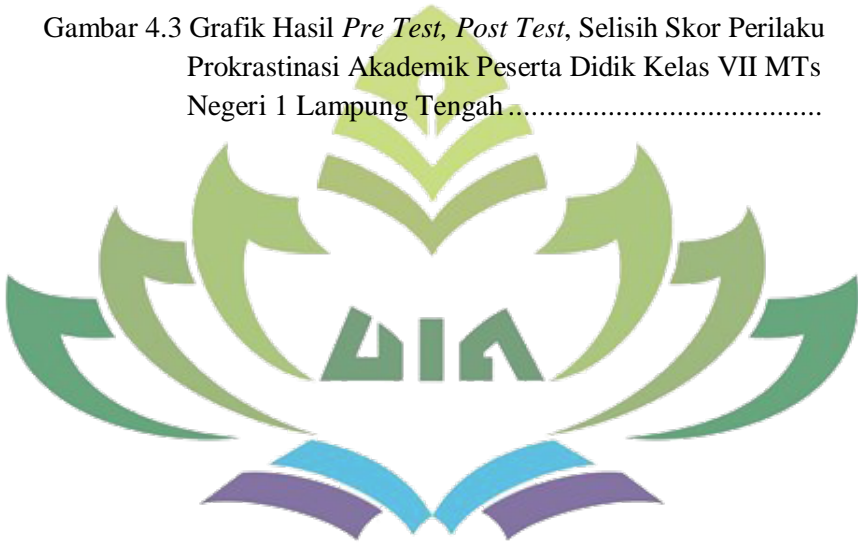 Gambar 4.3 Grafik Hasil Pre Test, Post Test, Selisih Skor Perilaku
Prokrastinasi Akademik Peserta Didik Kelas VII MTs
Negeri 1 Lampung Tengah ........................................
UIN